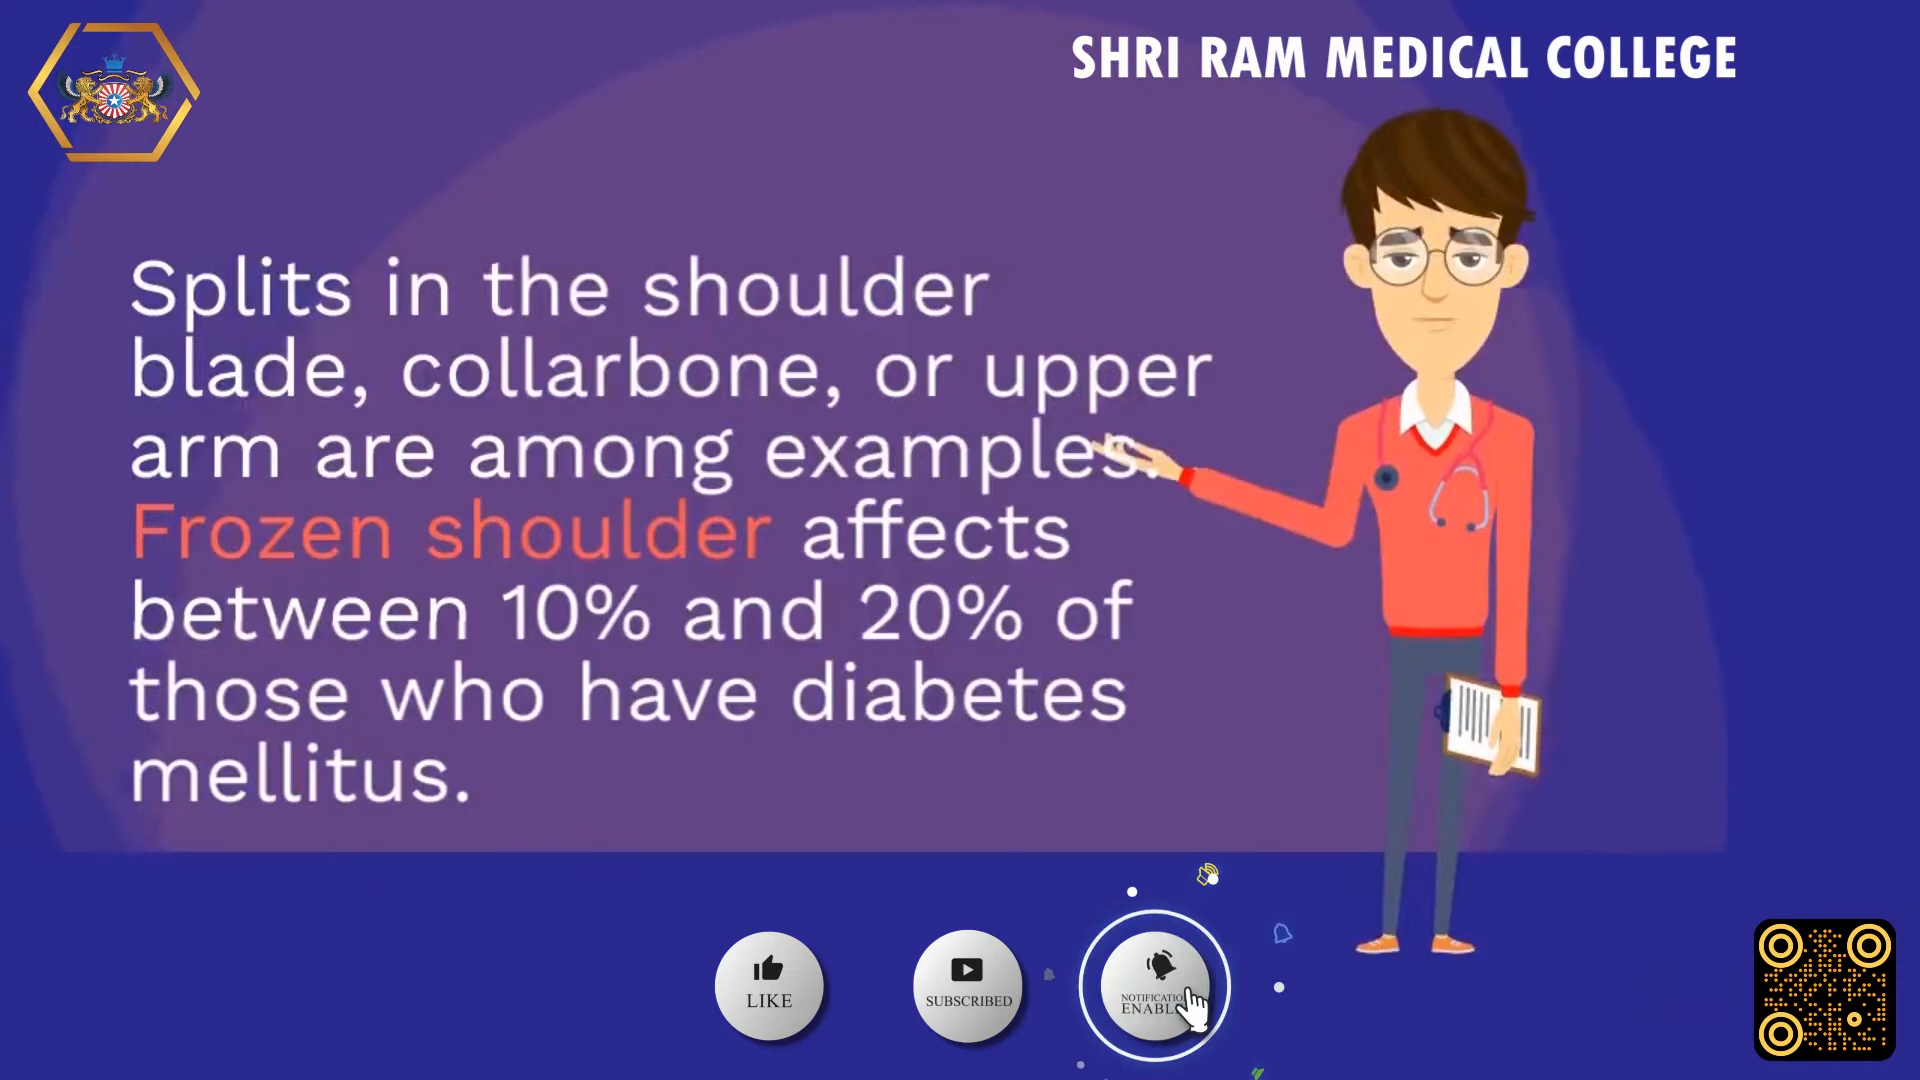 SHRI RAM MEDICAL COLLEGE
Splits in the shoulder
blade, collarbone, or upper
arm are among examples.
Frozen shoulder affects
between 10% and 20% of
those who have diabetes
mellitus.
LIKE
SUBSCRIBED